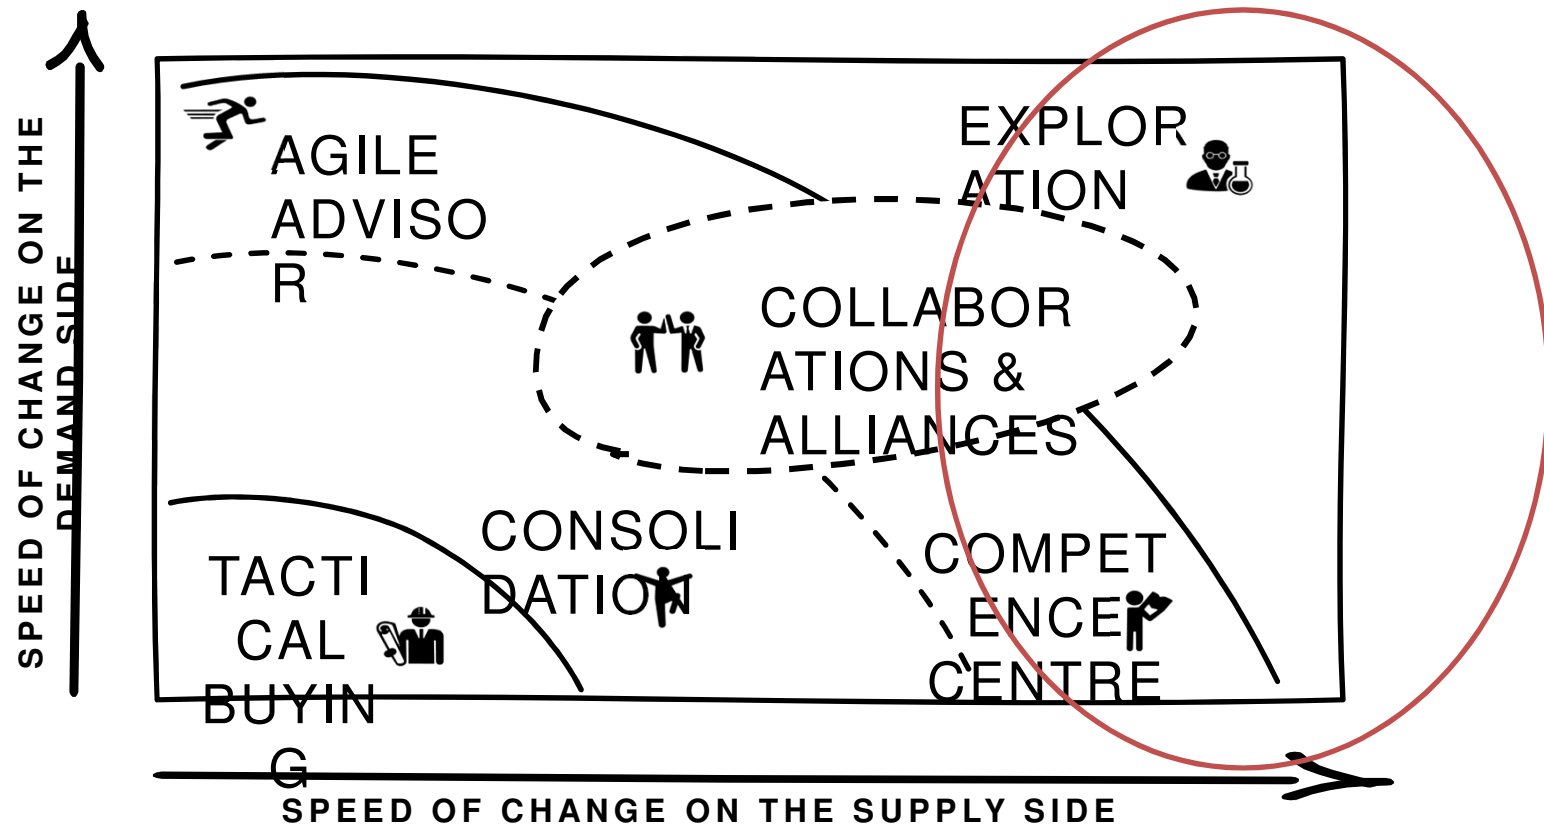 SPEED OF CHANGE ON THE
DEMAND SIDE
AGILE
ADVISO
R
EXPLOR
ATION
COLLABOR
ATIONS &
ALLIANCES
CONSOLI
DATION
TACTI
CAL
BUYIN
G
COMPET
ENCE
CENTRE
SPEED OF CHANGE ON THE SUPPLY SIDE